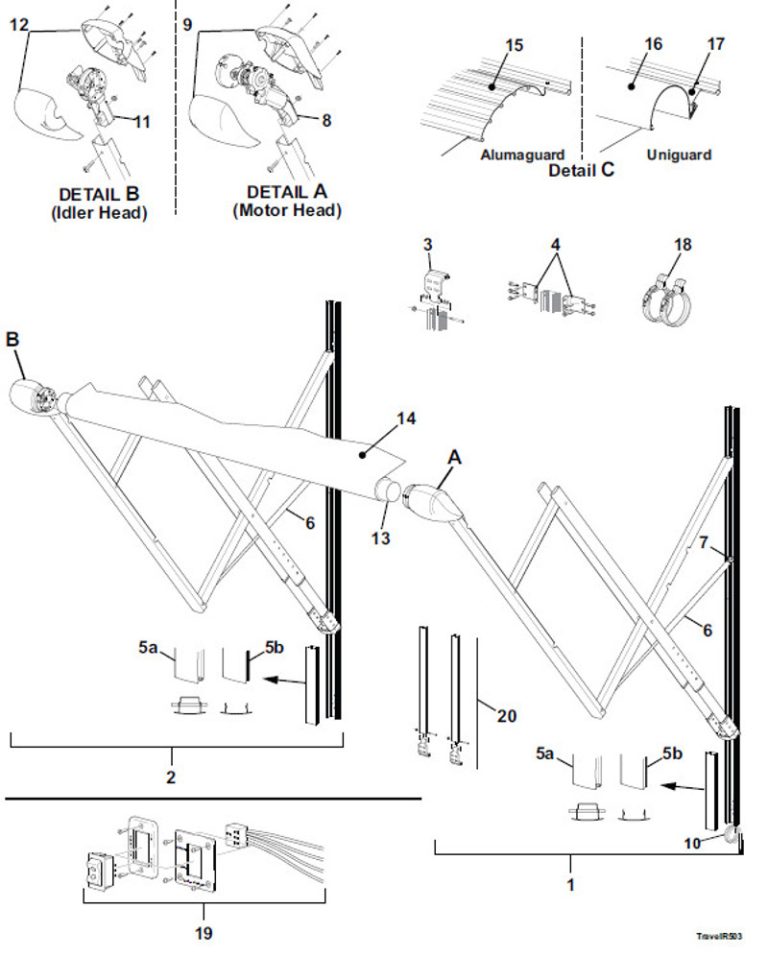 12
9
11
8
DETAIL B
(Idler Head)
DETAIL A
(Motor Head)
15
16
17
Alumaguard
Uniguard
Detail C
3
4
18
B
14
A
13
6
7
6
5a
5b
20
2
5a
5b
10
1
19
TravelR503